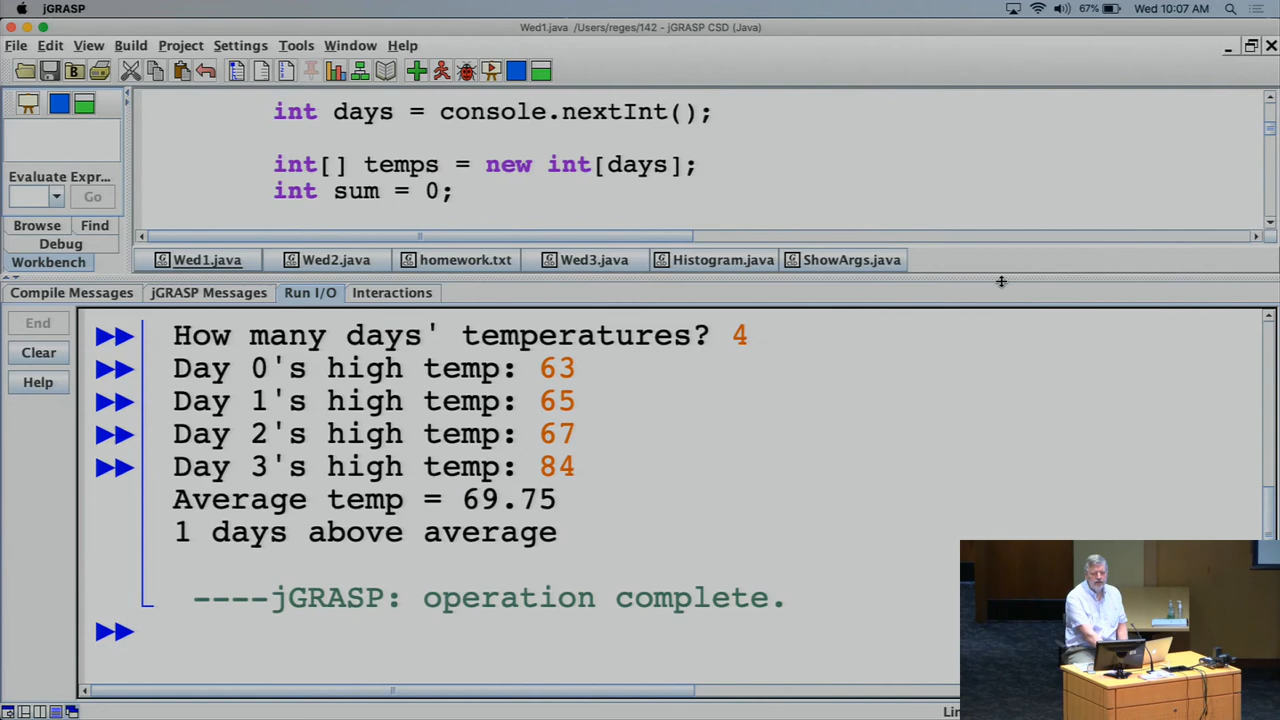 jGRASP
67% Wed 10:07 AM
Wed1.java /Users/reges/142 - jGRASP CSD (Java)
File Edit View Build Project Settings Tools Window Help
int days = console.nextInt();
int[] temps = new int[days];
int sum = 0;
Evaluate Expr...
Go
Browse Find
Debug
Workbench
Wed1.java Wed2.java homework.txt Wed3.java Histogram.java ShowArgs.java
Compile Messages jGRASP Messages Run I/O Interactions
End
Clear
Help
How many days' temperatures? 4
Day 0's high temp: 63
Day 1's high temp: 65
Day 2's high temp: 67
Day 3's high temp: 84
Average temp = 69.75
1 days above average
----jGRASP: operation complete.